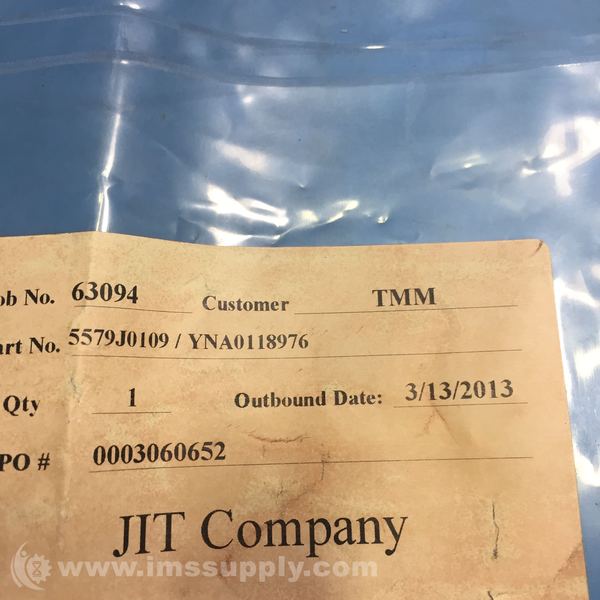 ob No. 63094 Customer TMM
art No. 5579J0109 / YNA0118976
Qty 1 Outbound Date: 3/13/2013
PO # 0003060652
JIT Company
www.imssupply.com